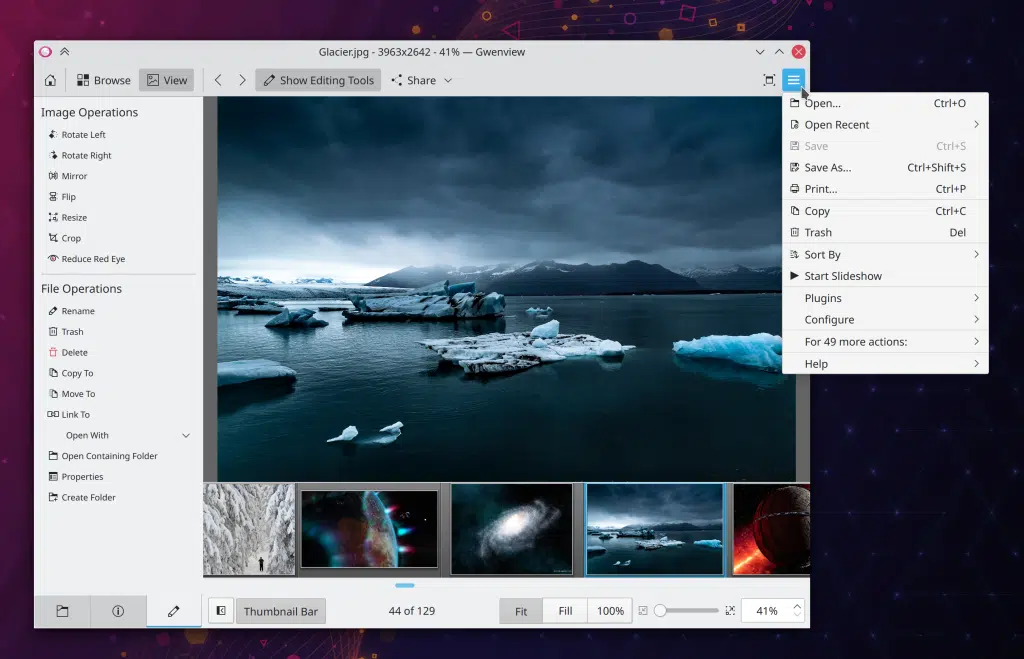 Glacier.jpg - 3963x2642 - 41% — Gwenview
Browse
View
Show Editing Tools
Share
Image Operations
Rotate Left
Rotate Right
Mirror
Flip
Resize
Crop
Reduce Red Eye
File Operations
Rename
Trash
Delete
Copy To
Move To
Link To
Open With
Open Containing Folder
Properties
Create Folder
Open... Ctrl+O
Open Recent
Save Ctrl+S
Save As... Ctrl+Shift+S
Print... Ctrl+P
Copy Ctrl+C
Trash Del
Sort By
Start Slideshow
Plugins
Configure
For 49 more actions:
Help
Thumbnail Bar
44 of 129
Fit
Fill
100%
41%